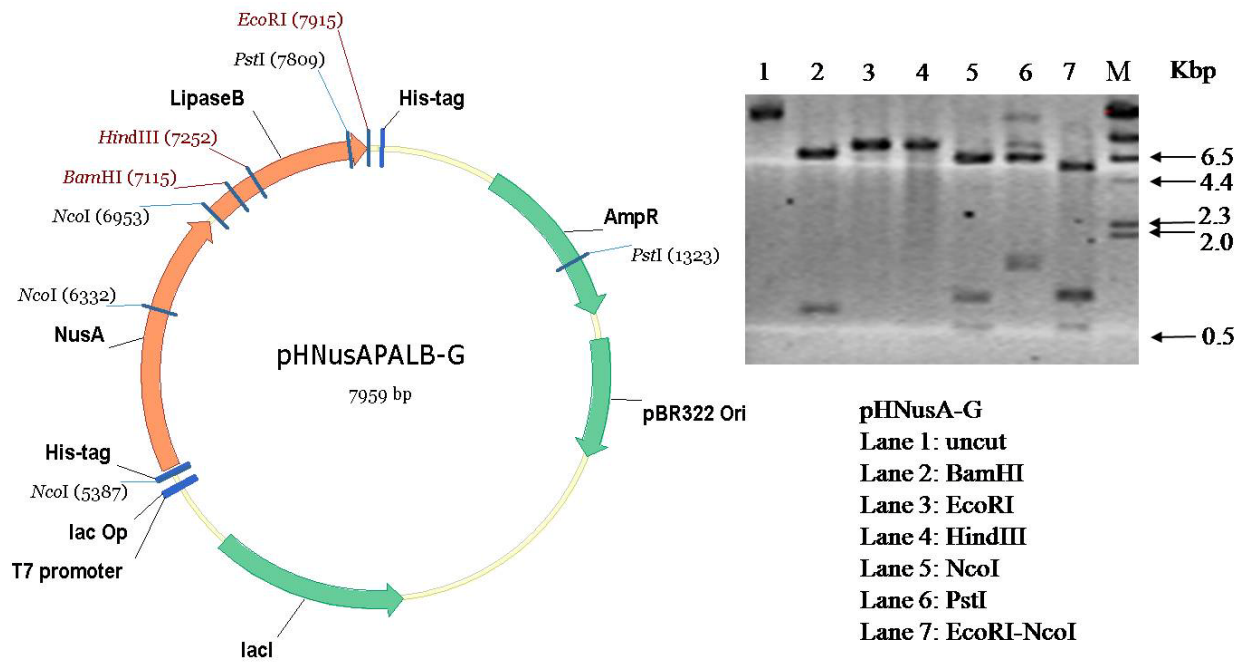 EcoRI (7915)
PstI (7809)
LipaseB
His-tag
HindIII (7252)
BamHI (7115)
NcoI (6953)
AmpR
PstI (1323)
NcoI (6332)
NusA
pHNusAPALB-G
7959 bp
pBR322 Ori
His-tag
NcoI (5387)
lac Op
T7 promoter
lacI
1 2 3 4 5 6 7 M Kbp
6.5
4.4
2.3
2.0
0.5
pHNusA-G
Lane 1: uncut
Lane 2: BamHI
Lane 3: EcoRI
Lane 4: HindIII
Lane 5: NcoI
Lane 6: PstI
Lane 7: EcoRI-NcoI